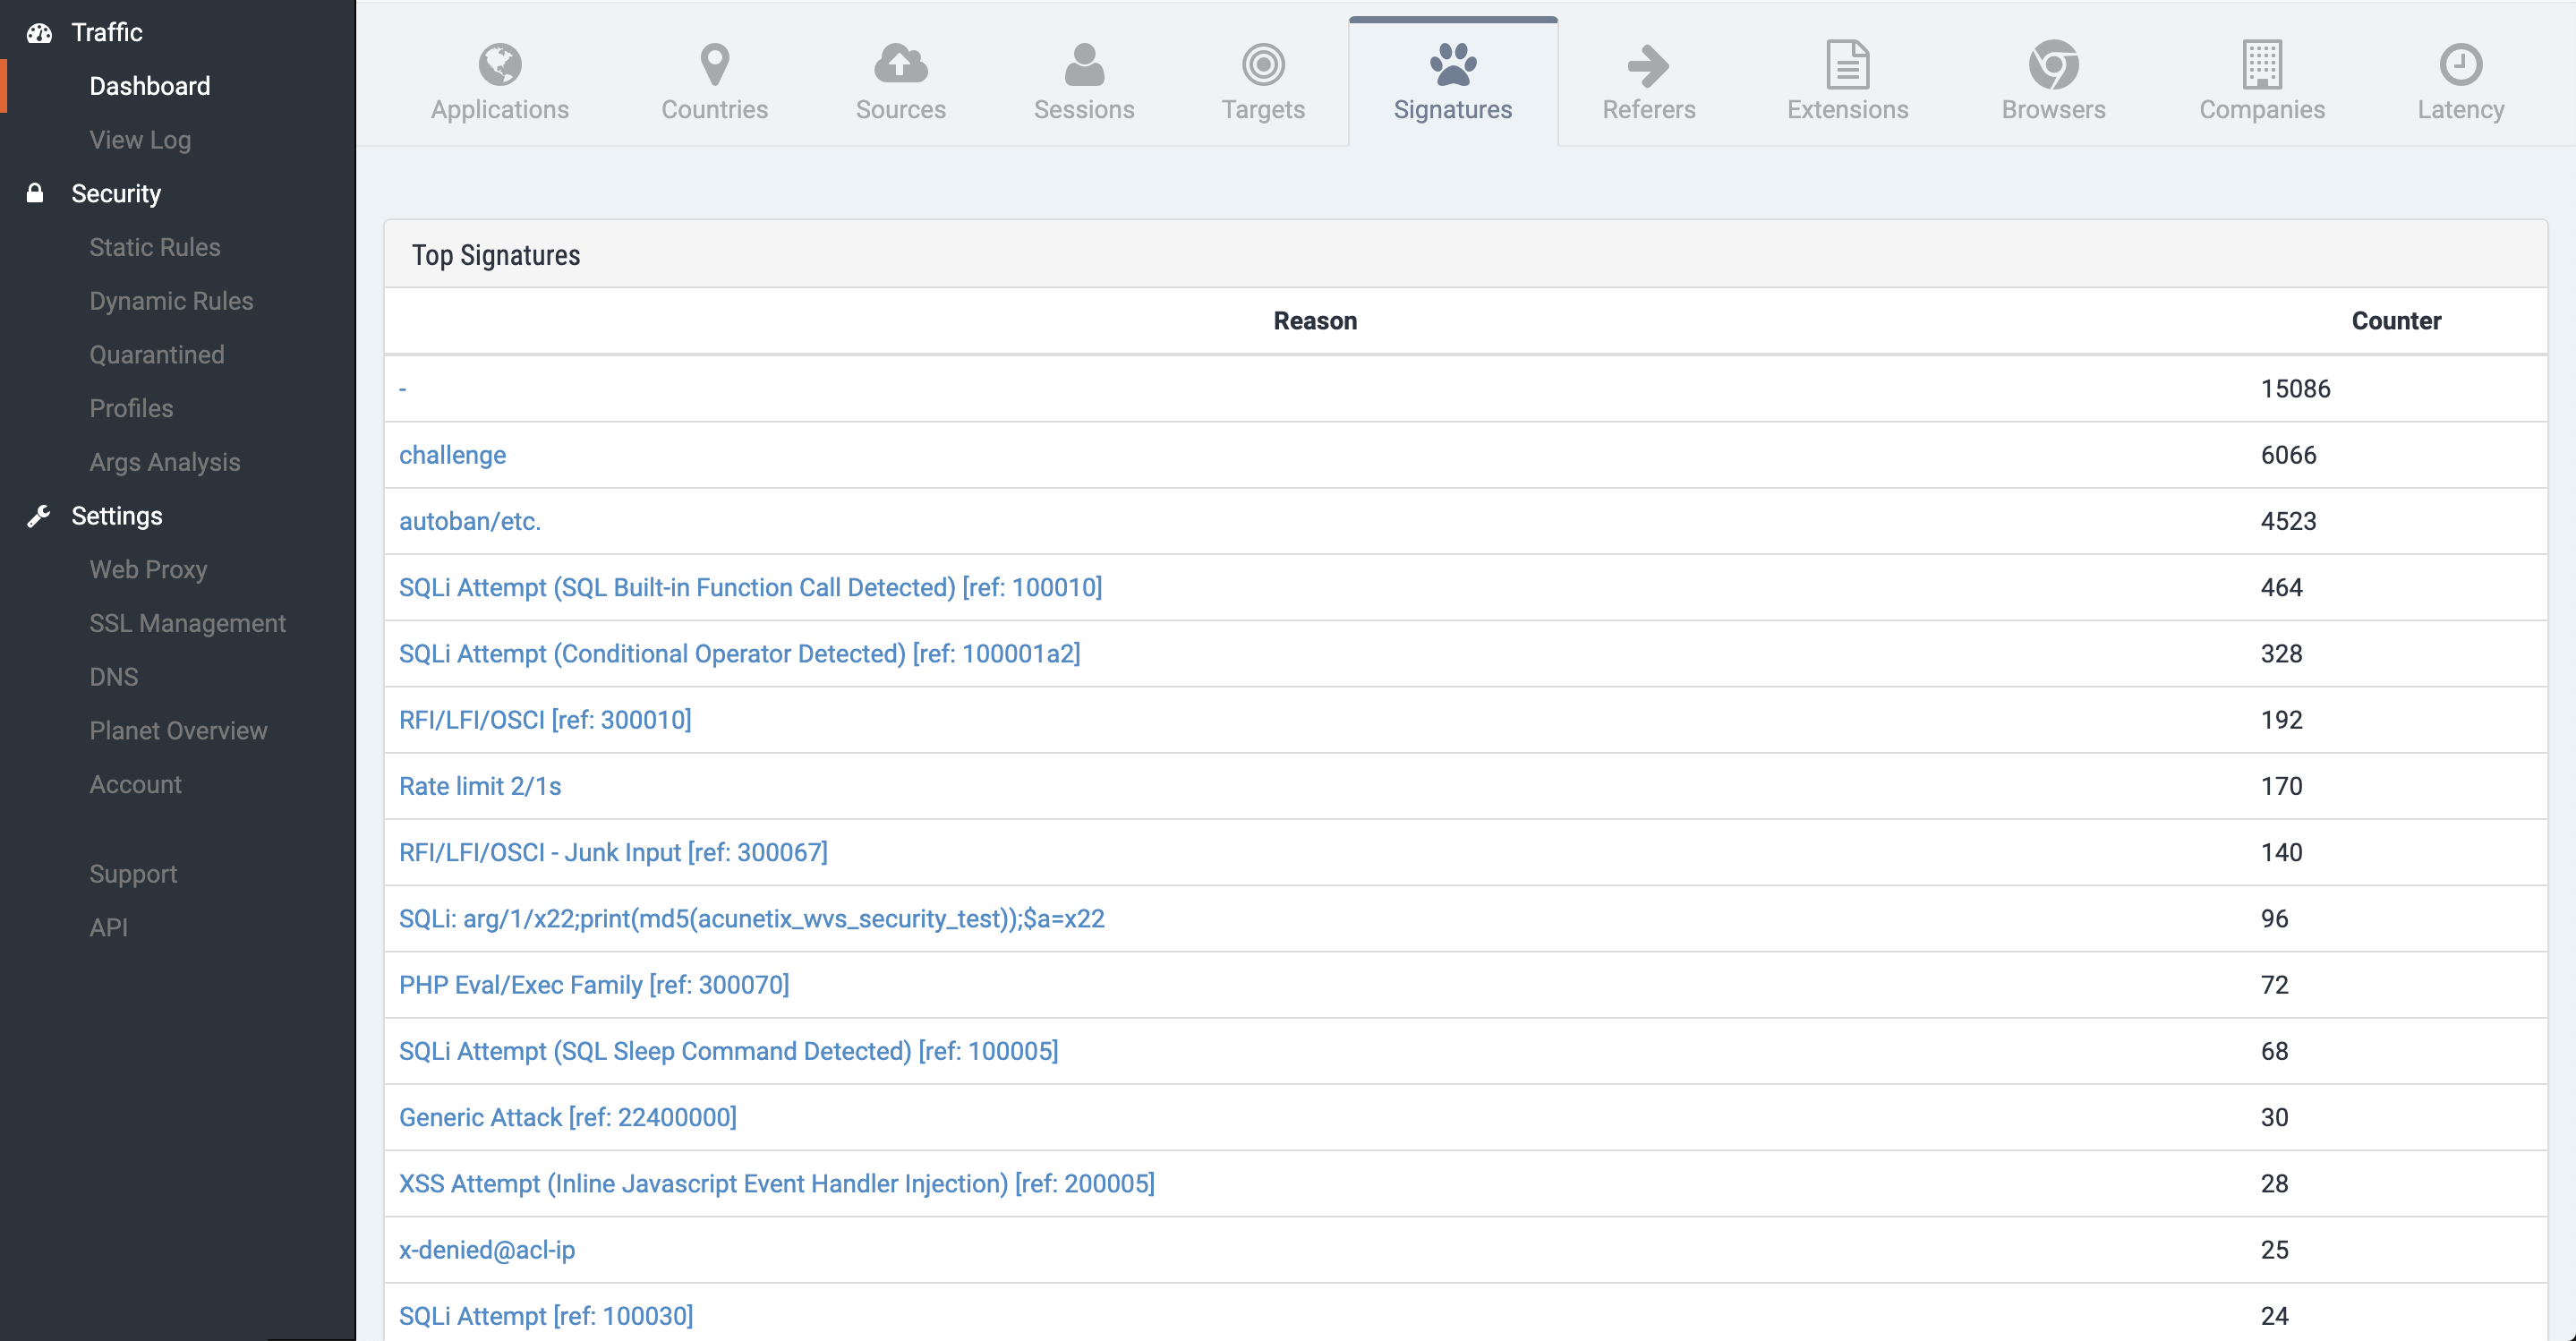 Traffic
Dashboard
View Log
Security
Static Rules
Dynamic Rules
Quarantined
Profiles
Args Analysis
Settings
Web Proxy
SSL Management
DNS
Planet Overview
Account
Support
API
Applications Countries Sources Sessions Targets Signatures Referers Extensions Browsers Companies Latency
Top Signatures
Reason Counter
- 15086
challenge 6066
autoban/etc. 4523
SQLi Attempt (SQL Built-in Function Call Detected) [ref: 100010] 464
SQLi Attempt (Conditional Operator Detected) [ref: 100001a2] 328
RFI/LFI/OSCI [ref: 300010] 192
Rate limit 2/1s 170
RFI/LFI/OSCI - Junk Input [ref: 300067] 140
SQLi: arg/1/x22;print(md5(acunetix_wvs_security_test));$a=x22 96
PHP Eval/Exec Family [ref: 300070] 72
SQLi Attempt (SQL Sleep Command Detected) [ref: 100005] 68
Generic Attack [ref: 22400000] 30
XSS Attempt (Inline Javascript Event Handler Injection) [ref: 200005] 28
x-denied@acl-ip 25
SQLi Attempt [ref: 100030] 24